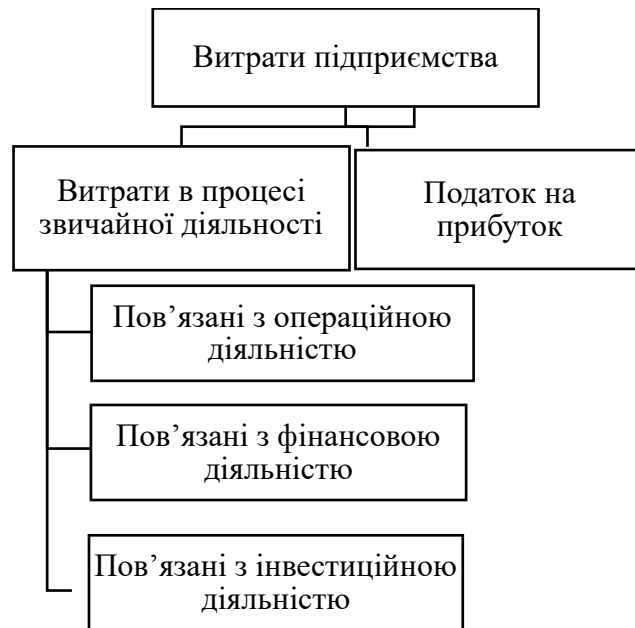 Витрати підприємства
Витрати в процесі
звичайної діяльності
Податок на
прибуток
Пов’язані з операційною
діяльністю
Пов’язані з фінансовою
діяльністю
Пов’язані з інвестиційною
діяльністю